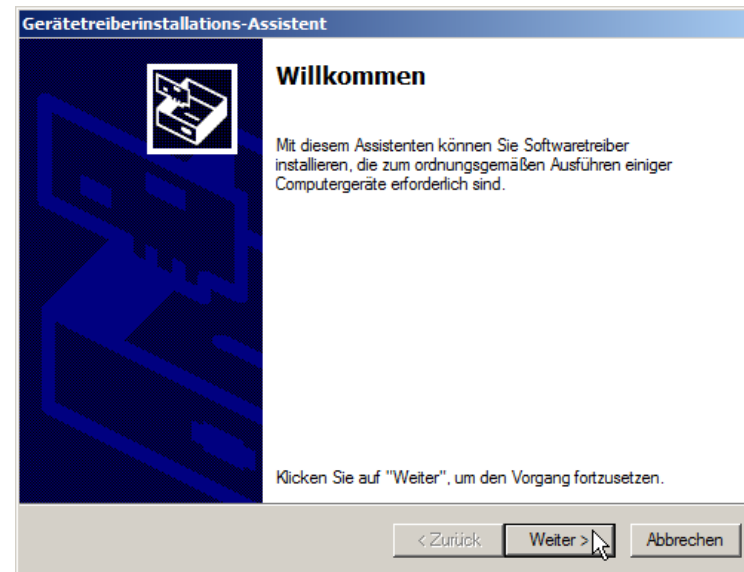 Gerätetreiberinstallations-Assistent
Willkommen
Mit diesem Assistenten können Sie Softwaretreiber
installieren, die zum ordnungsgemäßen Ausführen einiger
Computergeräte erforderlich sind.
Klicken Sie auf "Weiter", um den Vorgang fortzusetzen.
< Zurück Weiter > Abbrechen